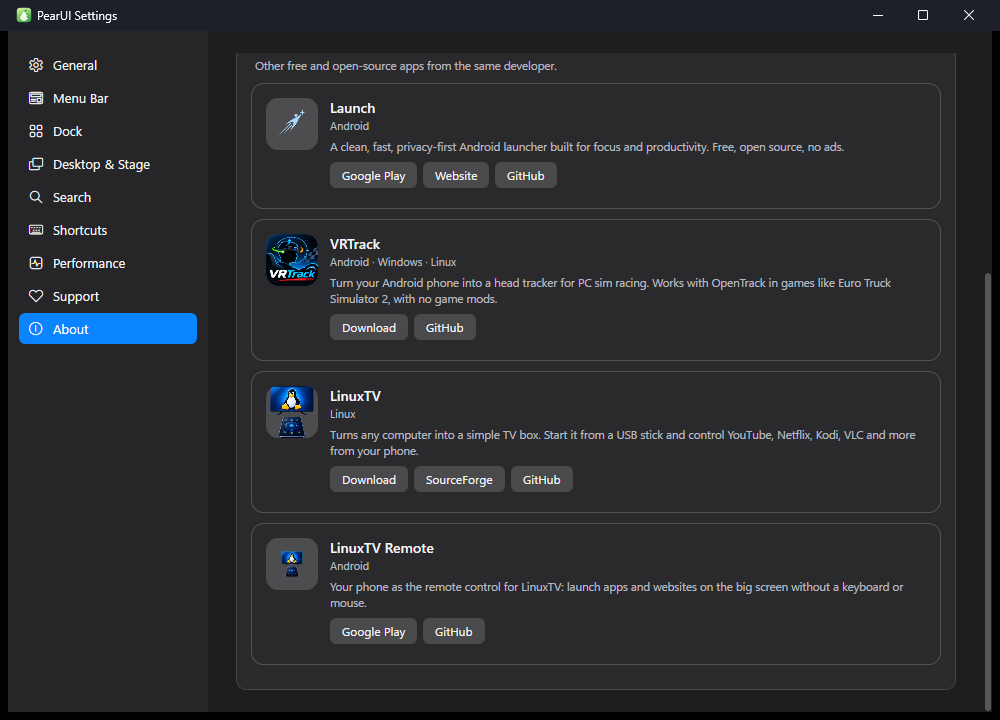 PearUI Settings
General
Menu Bar
Dock
Desktop & Stage
Search
Shortcuts
Performance
Support
About
Other free and open-source apps from the same developer.
Launch
Android
A clean, fast, privacy-first Android launcher built for focus and productivity. Free, open source, no ads.
Google Play Website GitHub
VRTrack
VRTrack
Android · Windows · Linux
Turn your Android phone into a head tracker for PC sim racing. Works with OpenTrack in games like Euro Truck
Simulator 2, with no game mods.
Download GitHub
LinuxTV
Linux
Turns any computer into a simple TV box. Start it from a USB stick and control YouTube, Netflix, Kodi, VLC and more
from your phone.
Download SourceForge GitHub
LinuxTV Remote
Android
Your phone as the remote control for LinuxTV: launch apps and websites on the big screen without a keyboard or
mouse.
Google Play GitHub